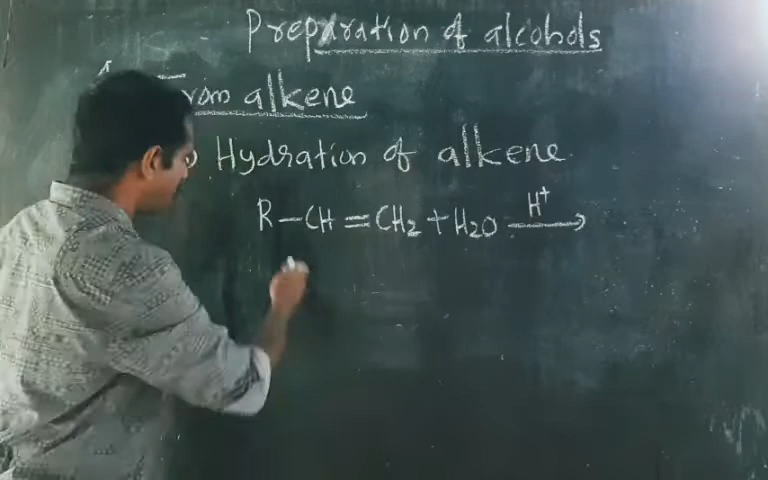 Preparation of alcohols
rom alkene
Hydration of alkene
R-CH=CH₂+H₂O H⁺→